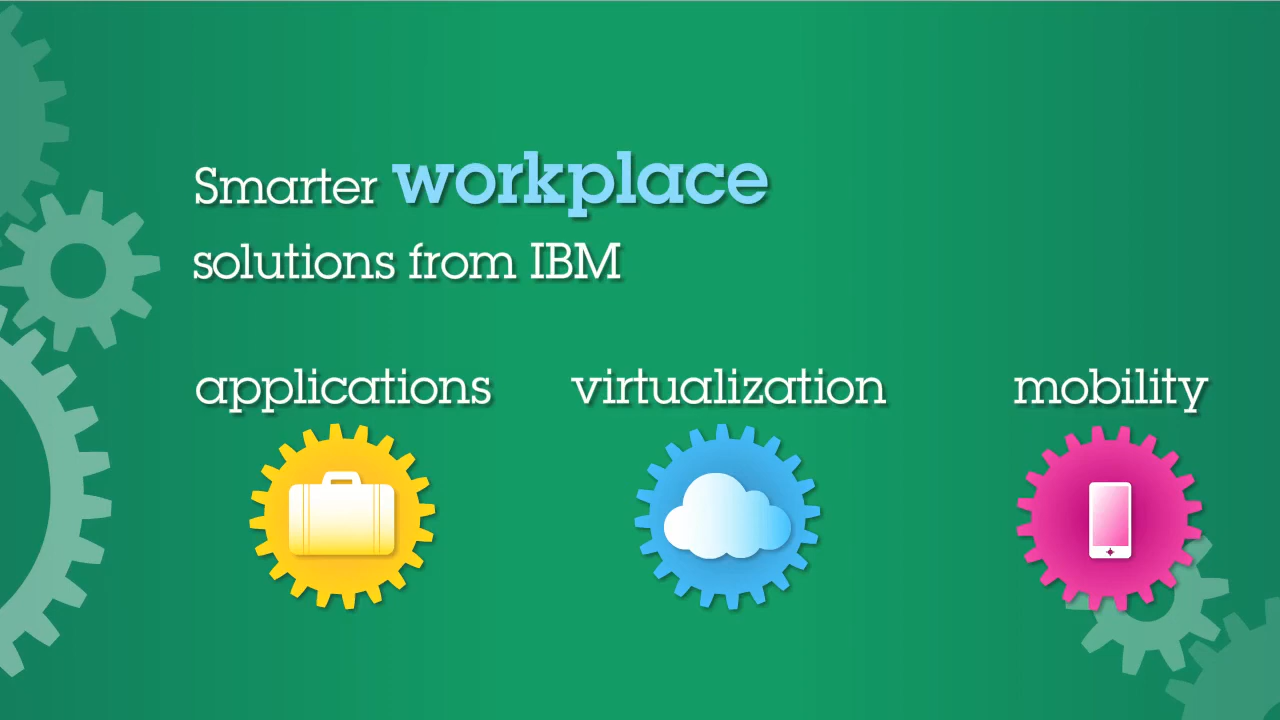 Smarter workplace
solutions from IBM
applications virtualization mobility